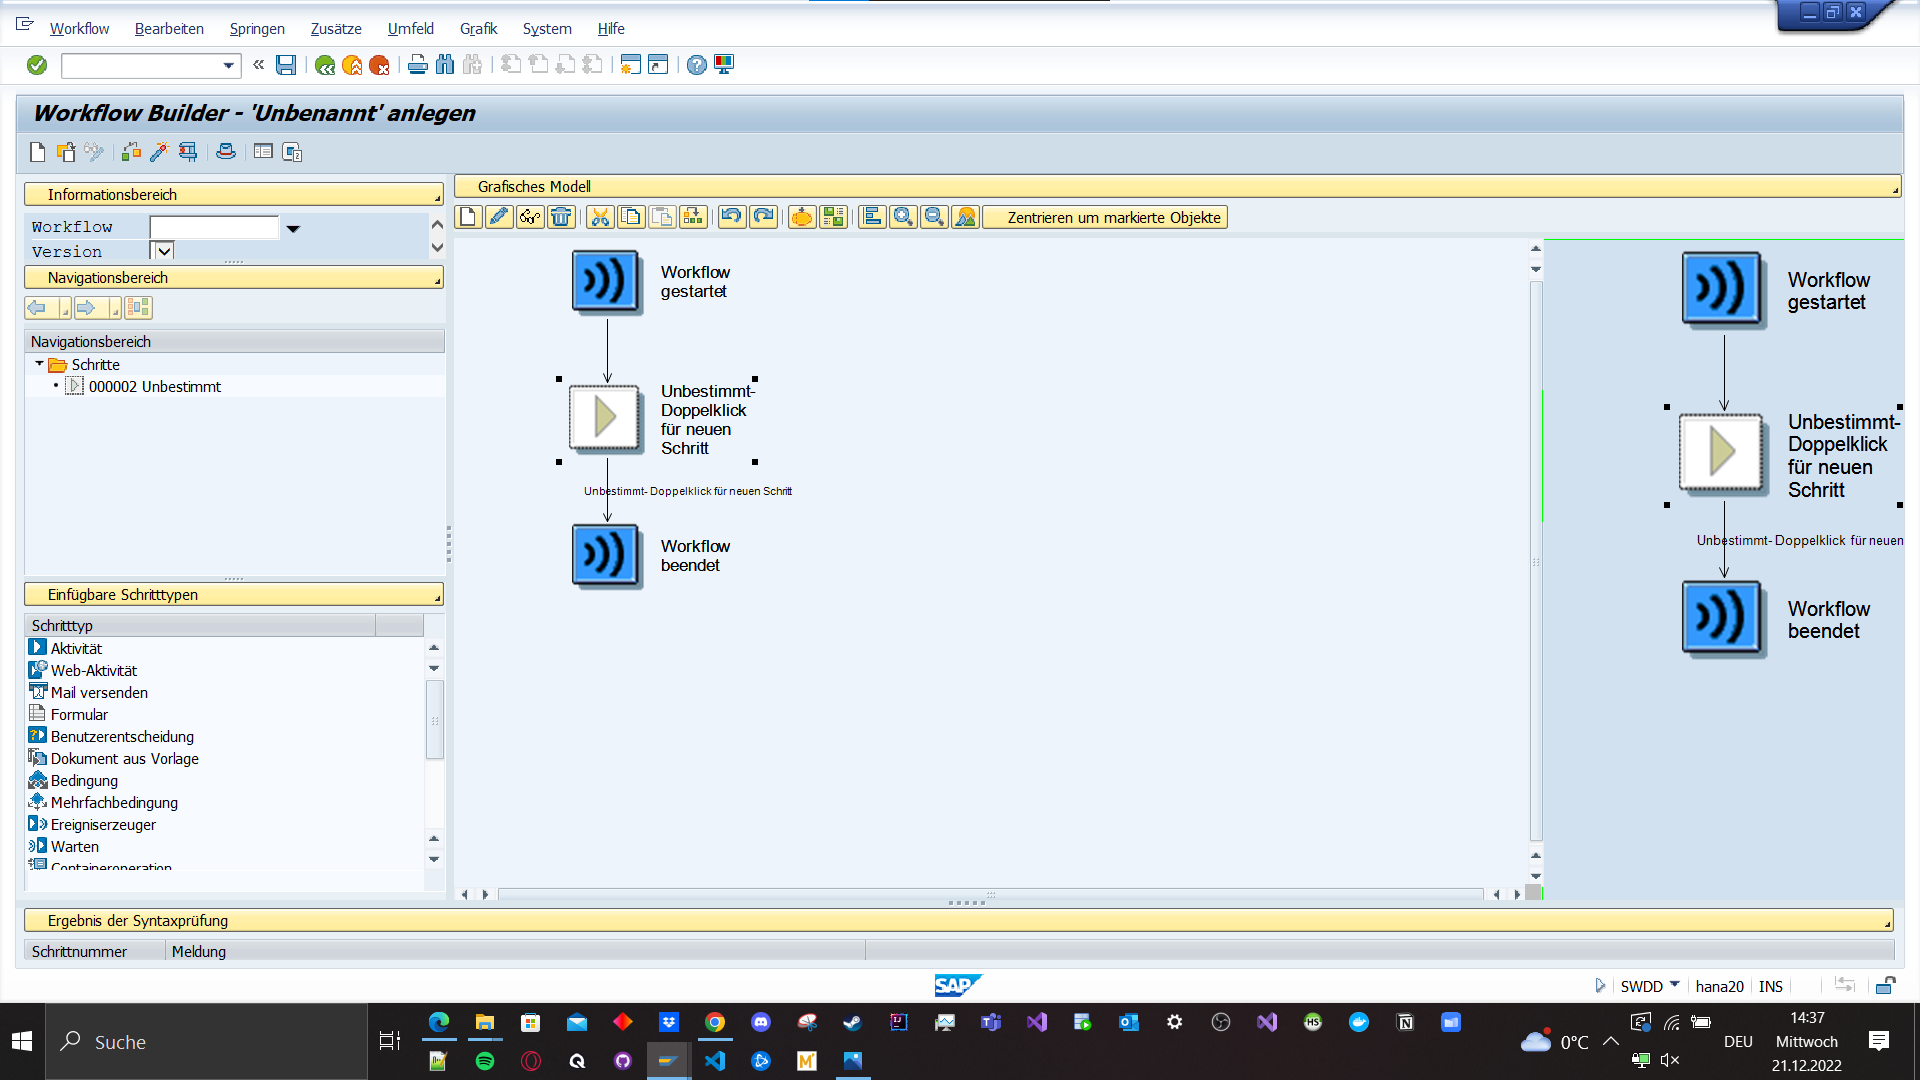 Workflow Bearbeiten Springen Zusätze Umfeld Grafik System Hilfe
Workflow Builder - 'Unbenannt' anlegen
Informationsbereich
Workflow
Version
Navigationsbereich
Navigationsbereich
Schritte
000002 Unbestimmt
Einfügbare Schritttypen
Schritttyp
Aktivität
Web-Aktivität
Mail versenden
Formular
Benutzerentscheidung
Dokument aus Vorlage
Bedingung
Mehrfachbedingung
Ereigniserzeuger
Warten
Containeroperation
Grafisches Modell
Zentrieren um markierte Objekte
Workflow
gestartet
Unbestimmt-
Doppelklick
für neuen
Schritt
Unbestimmt- Doppelklick für neuen Schritt
Workflow
beendet
Workflow
gestartet
Unbestimmt-
Doppelklick
für neuen
Schritt
Unbestimmt- Doppelklick für neuen
Workflow
beendet
Ergebnis der Syntaxprüfung
Schrittnummer Meldung
SAP
SWDD hana20 INS
Suche
0°C
DEU
14:37
Mittwoch
21.12.2022